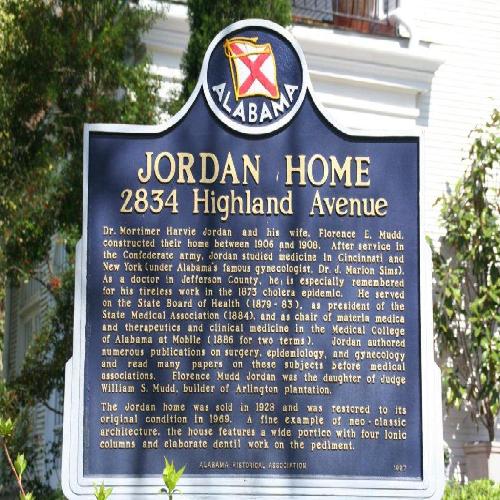 ALABAMA
JORDAN HOME
2834 Highland Avenue
Dr. Mortimer Harvie Jordan and his wife, Florence E. Mudd,
constructed their home between 1906 and 1908. After service in
the Confederate army, Jordan studied medicine in Cincinnati and
New York (under Alabama's famous gynecologist, Dr. J. Marion Sims).
As a doctor in Jefferson County, he is especially remembered
for his tireless work in the 1873 cholera epidemic. He served
on the State Board of Health (1879-83), as president of the
State Medical Association (1884), and as chair of materia medica
and therapeutics and clinical medicine in the Medical College
of Alabama at Mobile (1886 for two terms). Jordan authored
numerous publications on surgery, epidmiology, and gynecology
and read many papers on these subjects before medical
associations. Florence Mudd Jordan was the daughter of Judge
William S. Mudd, builder of Arlington plantation.
The Jordan home was sold in 1928 and was restored to its
original condition in 1969. A fine example of neo-classic
architecture, the house features a wide portico with four Ionic
columns and elaborate dentil work on the pediment.
ALABAMA HISTORICAL ASSOCIATION 1987